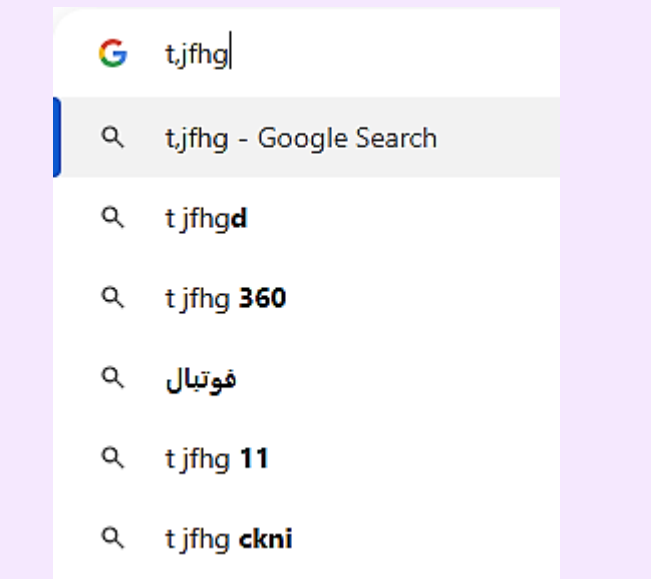 t,jfhg
t,jfhg - Google Search
t jfhgd
t jfhg 360
فوتبال
t jfhg 11
t jfhg ckni